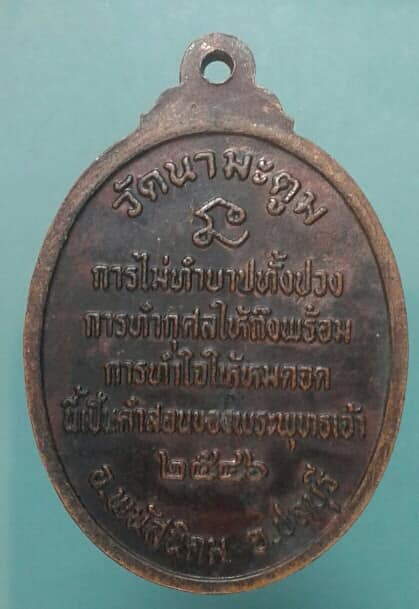 วัดนามะตูม
การไม่ทำบาปทั้งปวง
การทำกุศลให้ถึงพร้อม
การทำใจให้หมดจด
นี้เป็นคำสอนของพระพุทธเจ้า
๒๕๔๖
อ.พนัสนิคม จ.ชลบุรี